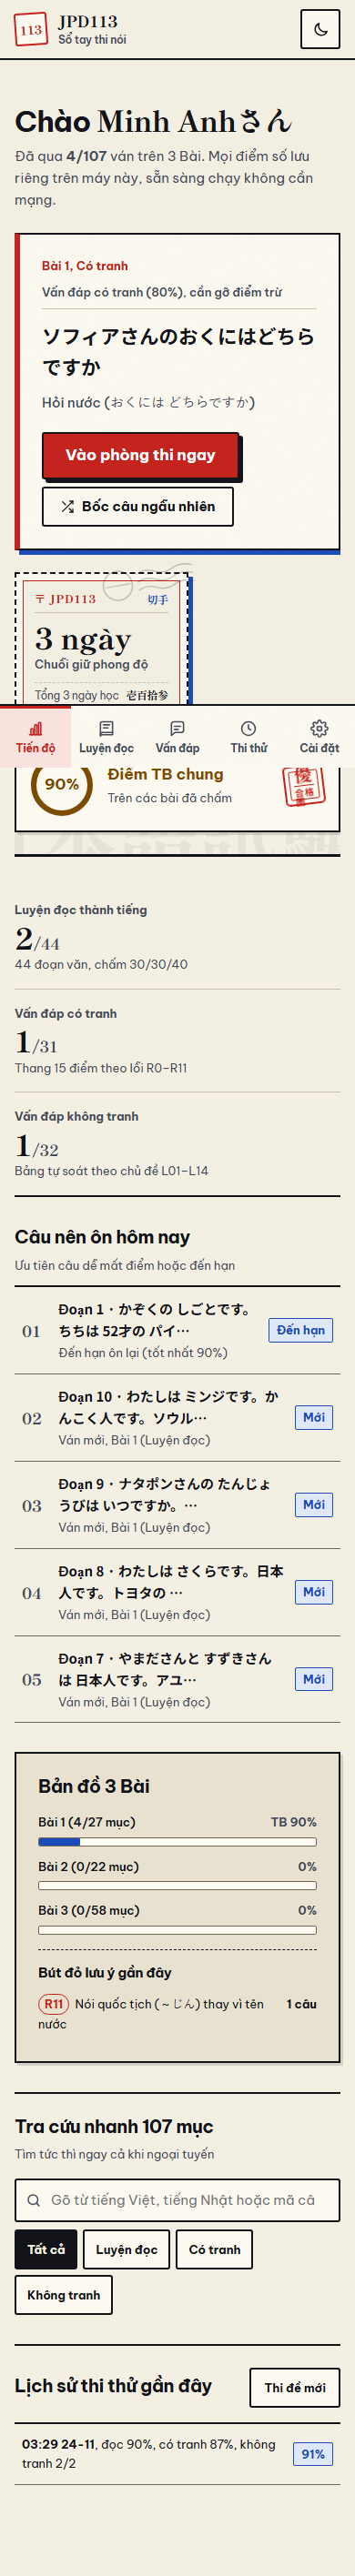 113
JPD113
Sổ tay thi nói
Chào Minh Anhさん
Đã qua 4/107 ván trên 3 Bài. Mọi điểm số lưu
riêng trên máy này, sẵn sàng chạy không cần
mạng.
Bài 1, Có tranh
Vấn đáp có tranh (80%), cần gỡ điểm trừ
ソフィアさんのおくにはどちら
ですか
Hỏi nước (おくには どちらですか)
Vào phòng thi ngay
Bốc câu ngẫu nhiên
〒 JPD113 切手
3 ngày
Chuỗi giữ phong độ
Tổng 3 ngày học 壱百拾参
Tiến độ
Luyện đọc
Vấn đáp
Thi thử
Cài đặt
90%
Điểm TB chung
Trên các bài đã chấm
優
合格
Luyện đọc thành tiếng
2/44
44 đoạn văn, chấm 30/30/40
Vấn đáp có tranh
1/31
Thang 15 điểm theo lỗi R0–R11
Vấn đáp không tranh
1/32
Bảng tự soát theo chủ đề L01–L14
Câu nên ôn hôm nay
Ưu tiên câu dễ mất điểm hoặc đến hạn
01
Đoạn 1 · かぞくの しごとです。
ちちは 52才の パイ…
Đến hạn ôn lại (tốt nhất 90%)
Đến hạn
02
Đoạn 10 · わたしは ミンジです。か
んこく人です。ソウル…
Ván mới, Bài 1 (Luyện đọc)
Mới
03
Đoạn 9 · ナタポンさんの たんじょ
うびは いつですか。…
Ván mới, Bài 1 (Luyện đọc)
Mới
04
Đoạn 8 · わたしは さくらです。日本
人です。トヨタの …
Ván mới, Bài 1 (Luyện đọc)
Mới
05
Đoạn 7 · やまださんと すずきさん
は 日本人です。アユ…
Ván mới, Bài 1 (Luyện đọc)
Mới
Bản đồ 3 Bài
Bài 1 (4/27 mục) TB 90%
Bài 2 (0/22 mục) 0%
Bài 3 (0/58 mục) 0%
Bút đỏ lưu ý gần đây
R11 Nói quốc tịch (~じん) thay vì tên 1 câu
nước
Tra cứu nhanh 107 mục
Tìm tức thì ngay cả khi ngoại tuyến
Gõ từ tiếng Việt, tiếng Nhật hoặc mã câ
Tất cả
Luyện đọc
Có tranh
Không tranh
Lịch sử thi thử gần đây
Thi đề mới
03:29 24-11, đọc 90%, có tranh 87%, không
tranh 2/2
91%